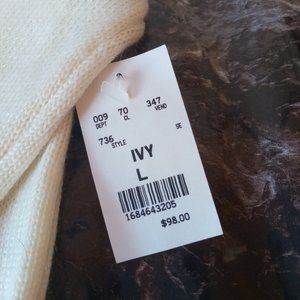 009 70 347
DEPT CL VEND
736 STYLE SE
IVY
L
1684643205
$98.00